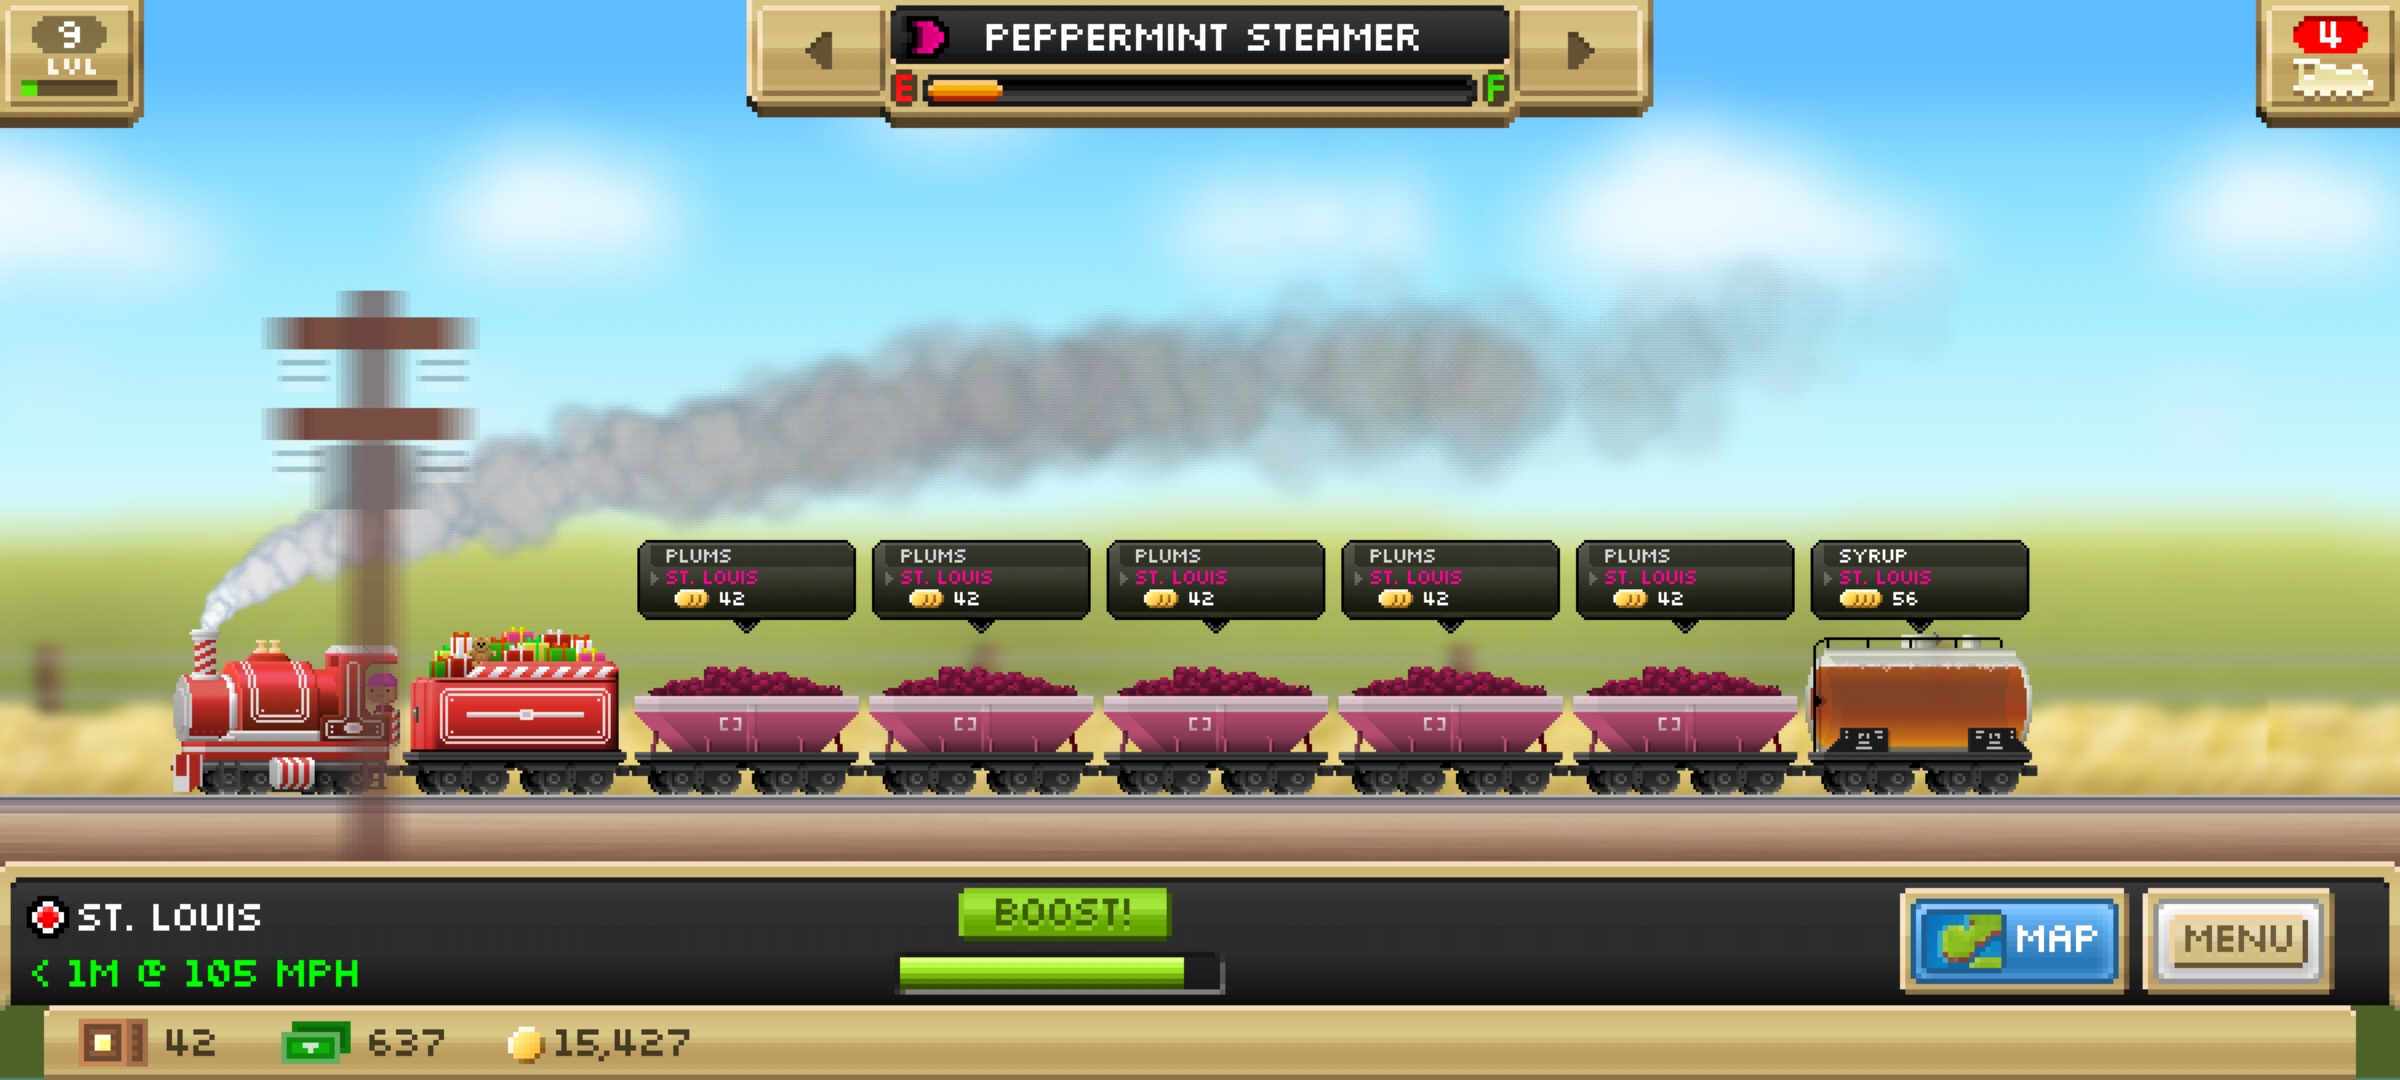 9
LVL
PEPPERMINT STEAMER
E
F
4
PLUMS
ST. LOUIS
42
PLUMS
ST. LOUIS
42
PLUMS
ST. LOUIS
42
PLUMS
ST. LOUIS
42
PLUMS
ST. LOUIS
42
SYRUP
ST. LOUIS
56
ST. LOUIS
< 1M @ 105 MPH
BOOST!
MAP
MENU
42
637
15,427